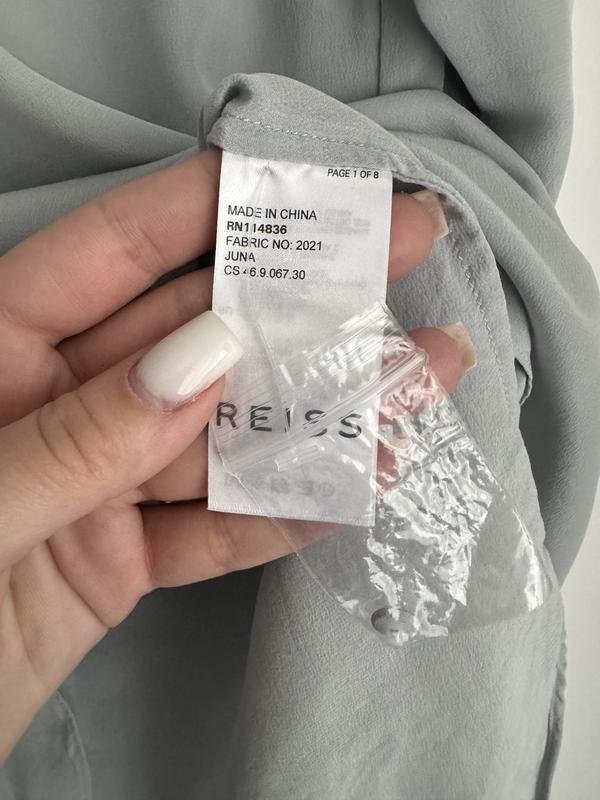 PAGE 1 OF 8
MADE IN CHINA
RN114836
FABRIC NO: 2021
JUNA
REISS